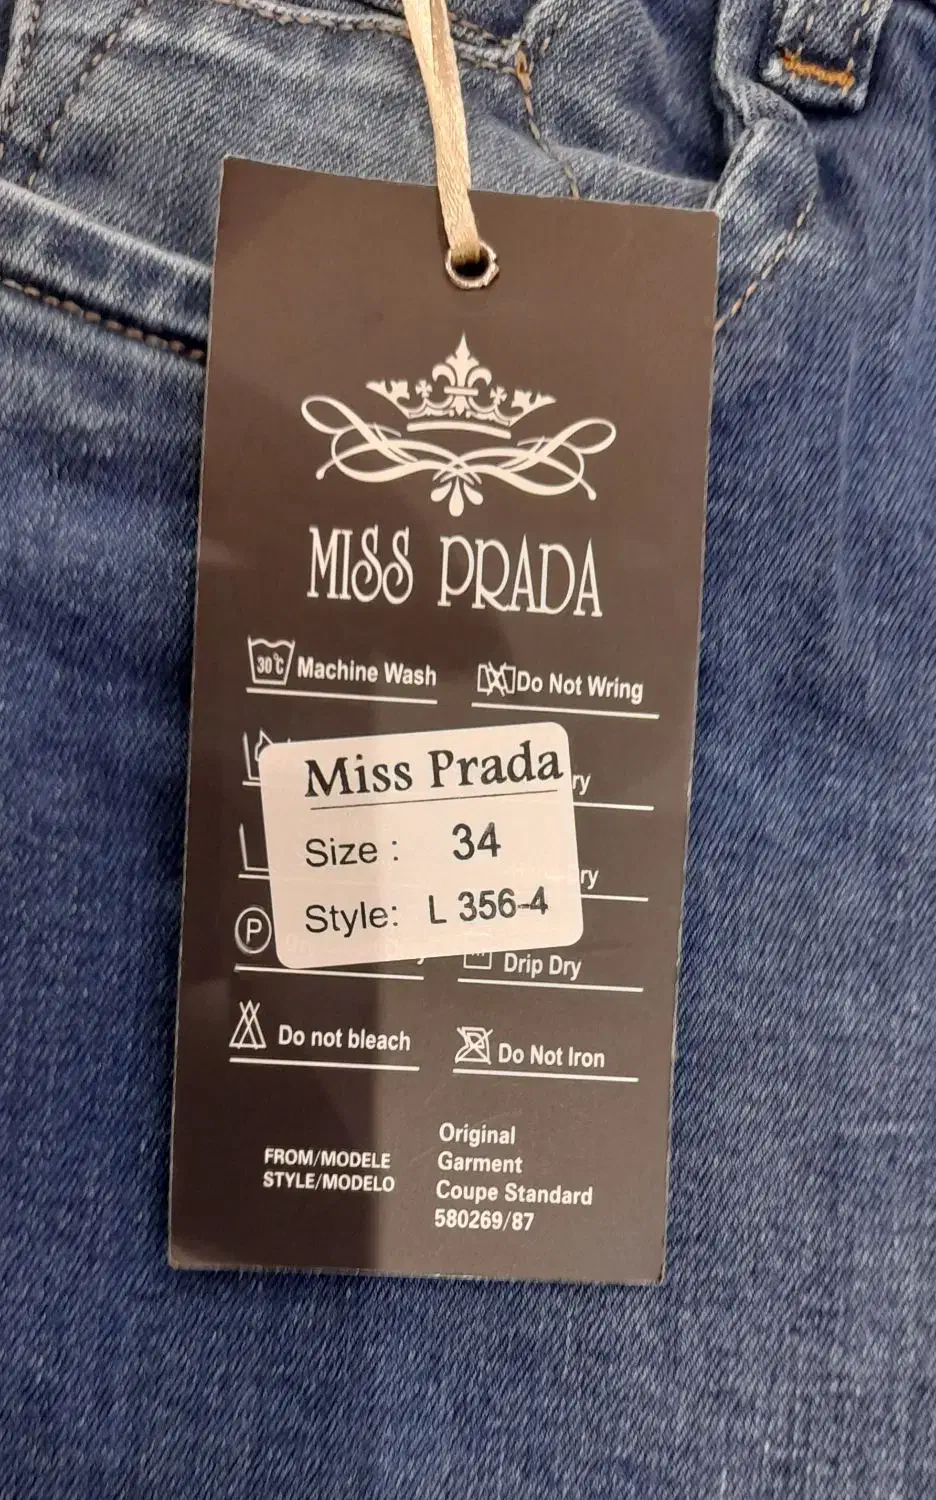 MISS PRADA
30°C Machine Wash
Do Not Wring
Miss Prada
Size : 34
Style: L 356-4
P
Drip Dry
Do not bleach
Do Not Iron
FROM/MODELE
STYLE/MODELO
Original
Garment
Coupe Standard
580269/87